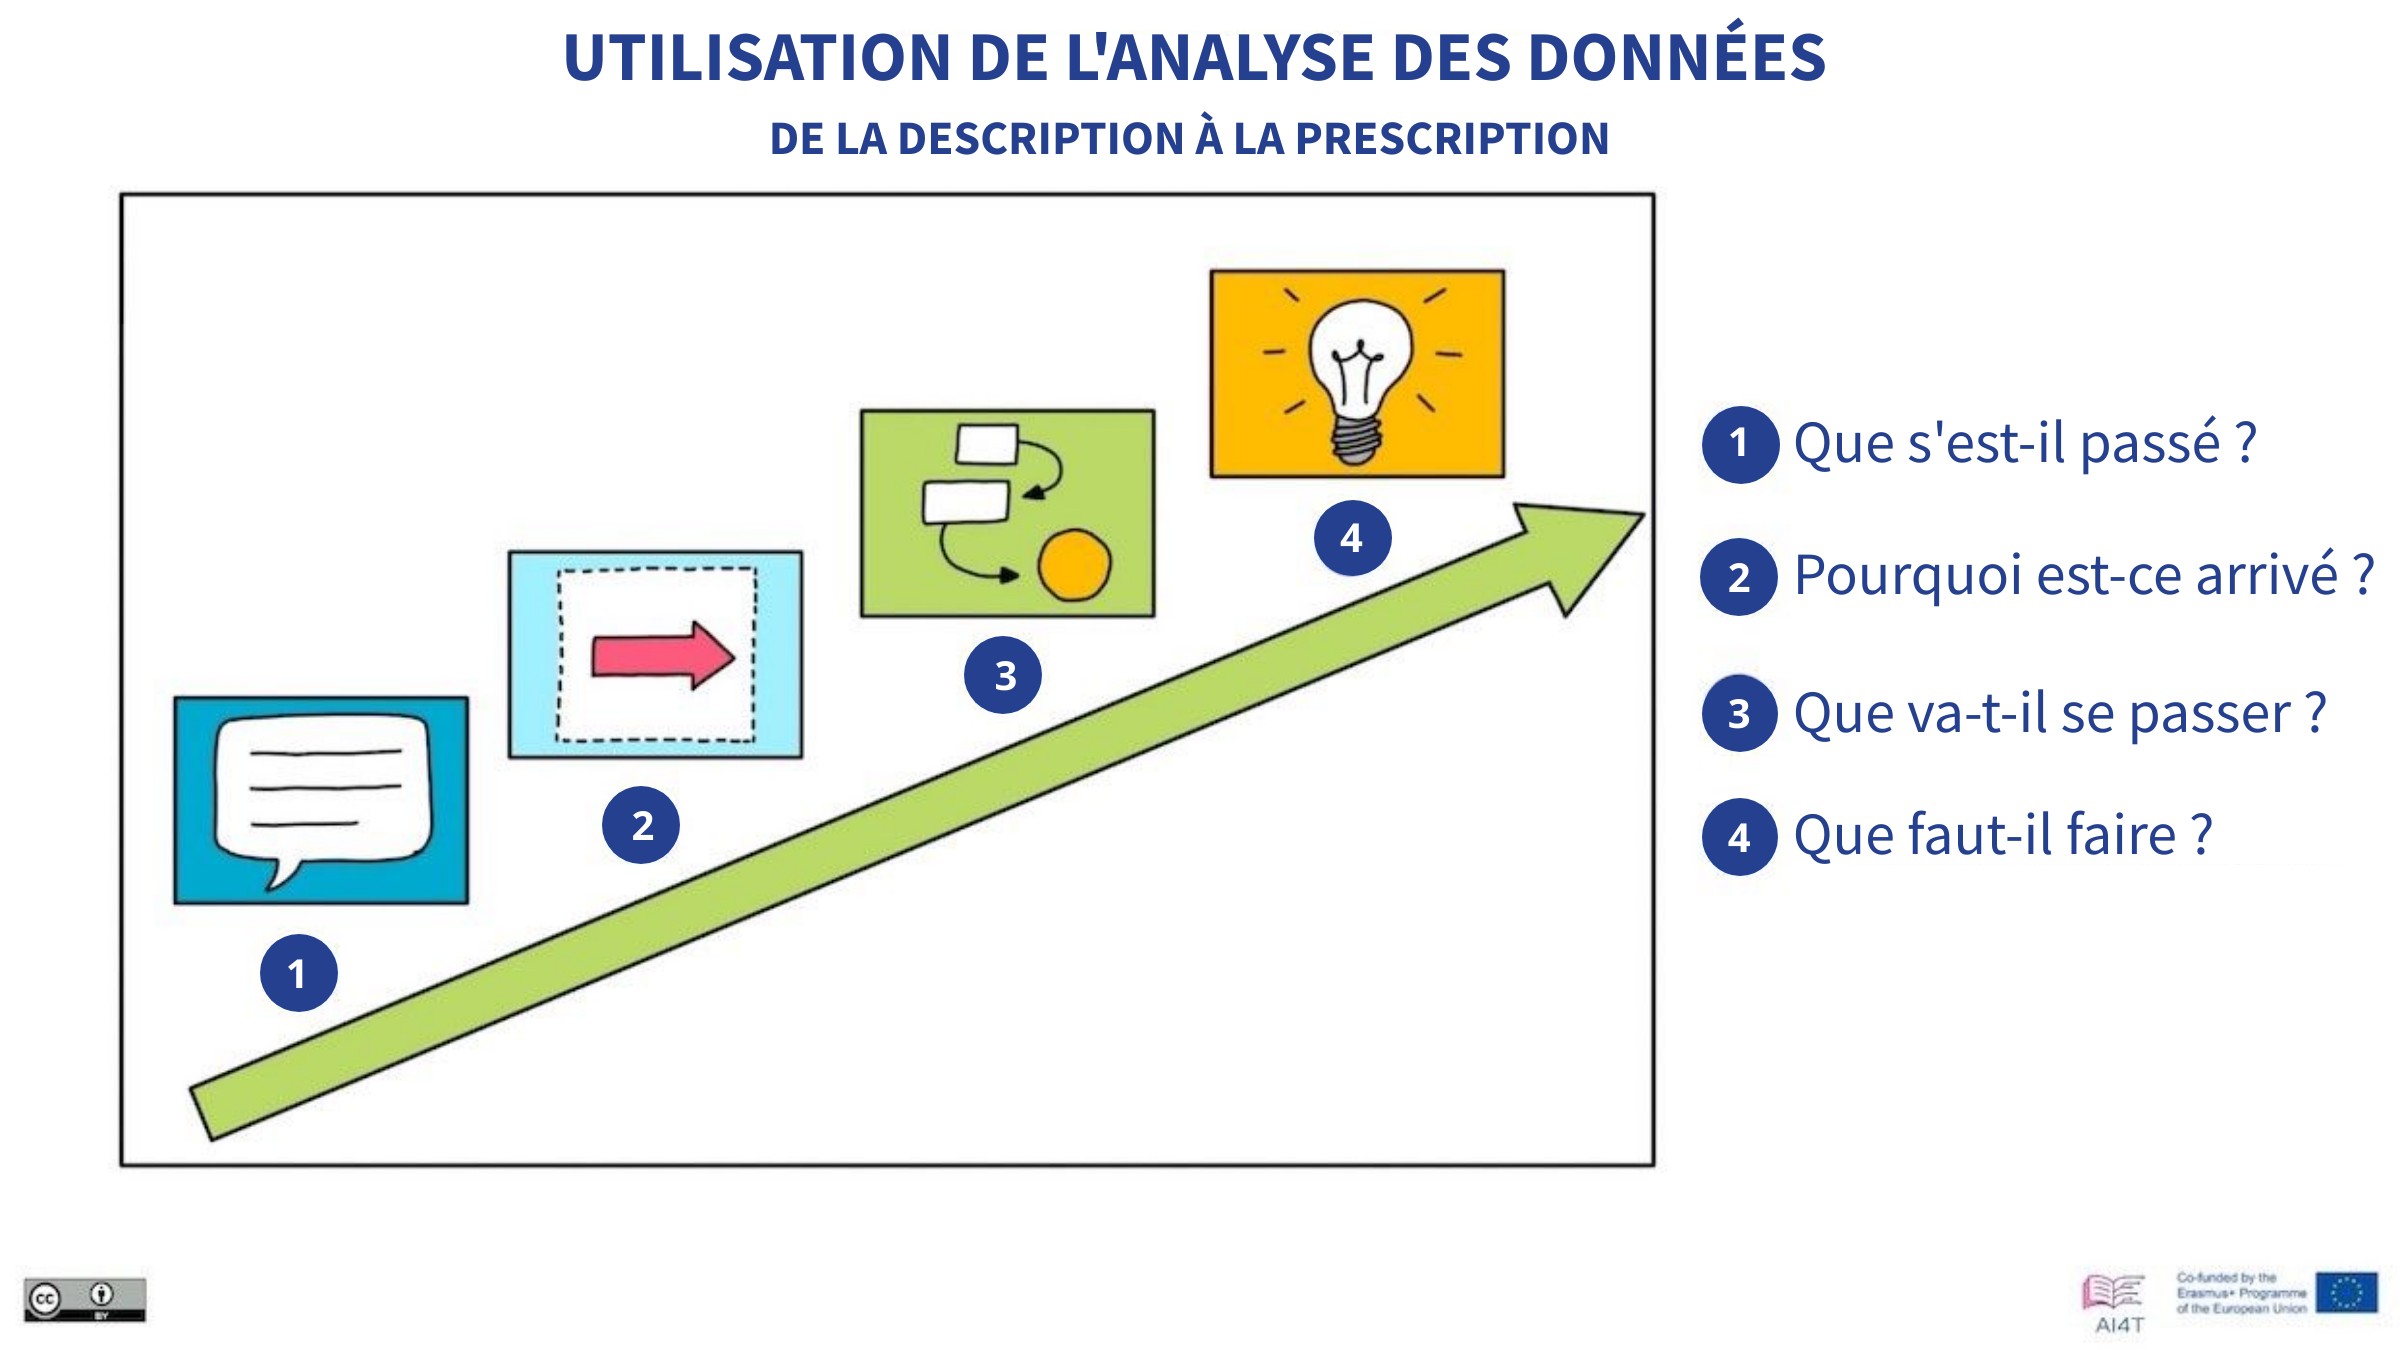 UTILISATION DE L'ANALYSE DES DONNÉES
DE LA DESCRIPTION À LA PRESCRIPTION
4
3
2
1
1 Que s'est-il passé ?
2 Pourquoi est-ce arrivé ?
3 Que va-t-il se passer ?
4 Que faut-il faire ?
cc
BY
AI4T
Co-funded by the
Erasmus+ Programme
of the European Union